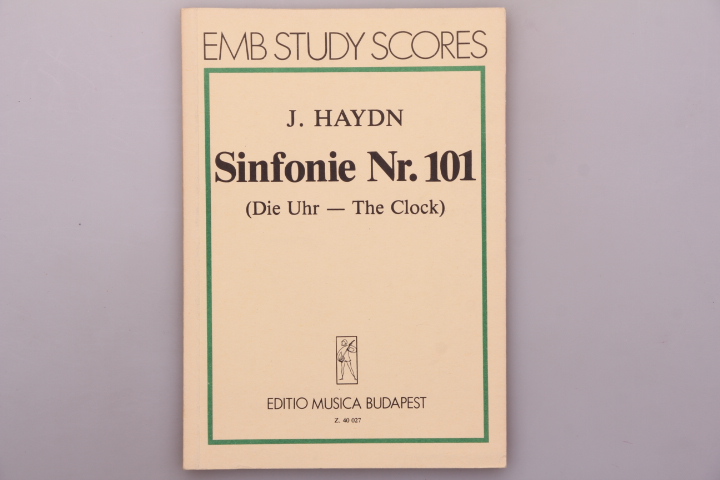 EMB STUDY SCORES
J. HAYDN
Sinfonie Nr. 101
(Die Uhr — The Clock)
EDITIO MUSICA BUDAPEST
Z. 40 027